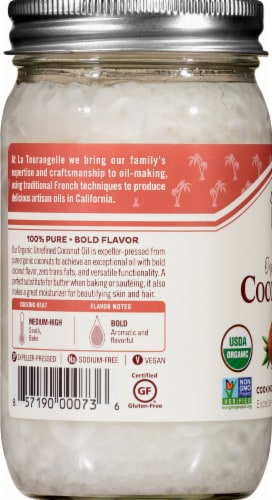 At La Tourangelle we bring our family's
expertise and craftsmanship to oil-making,
using traditional French techniques to produce
delicious artisan oils in California.
100% PURE • BOLD FLAVOR
Our Organic Unrefined Coconut Oil is expeller-pressed from
pure organic coconuts to achieve an exceptional oil with bold
coconut flavor, zero trans fats, and versatile functionality. A
perfect substitute for butter when baking or sautéing, it also
makes a great moisturizer for beautifying skin and hair.
COOKING HEAT FLAVOR NOTES
MEDIUM-HIGH
Sauté,
Bake
BOLD
Aromatic and
flavorful
EXPELLER-PRESSED
Na SODIUM-FREE
V VEGAN
Certified
GF
Gluten-Free
8 57190 00073 6
USDA
ORGANIC
NON
GMO
Project
VERIFIED
nongmoproject.org